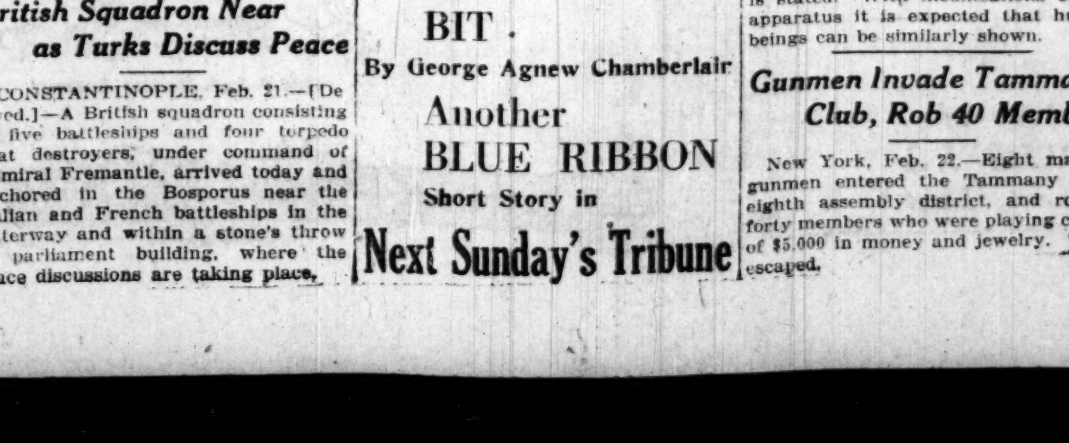 ritish Squadron Near
as Turks Discuss Peace
CONSTANTINOPLE, Feb. 21.—[De
ed.]—A British squadron consisting
five battleships and four torpedo
at destroyers, under command of
miral Fremantle, arrived today and
chored in the Bosporus near the
alian and French battleships in the
terway and within a stone's throw
parliament building, where the
ace discussions are taking place.
BIT.
By George Agnew Chamberlair
Another
BLUE RIBBON
Short Story in
Next Sunday's Tribune
apparatus it is expected that hu
beings can be similarly shown.
Gunmen Invade Tamma
Club, Rob 40 Memb
New York, Feb. 22.—Eight ma
gunmen entered the Tammany
eighth assembly district, and ro
forty members who were playing c
of $5,000 in money and jewelry.
escaped.